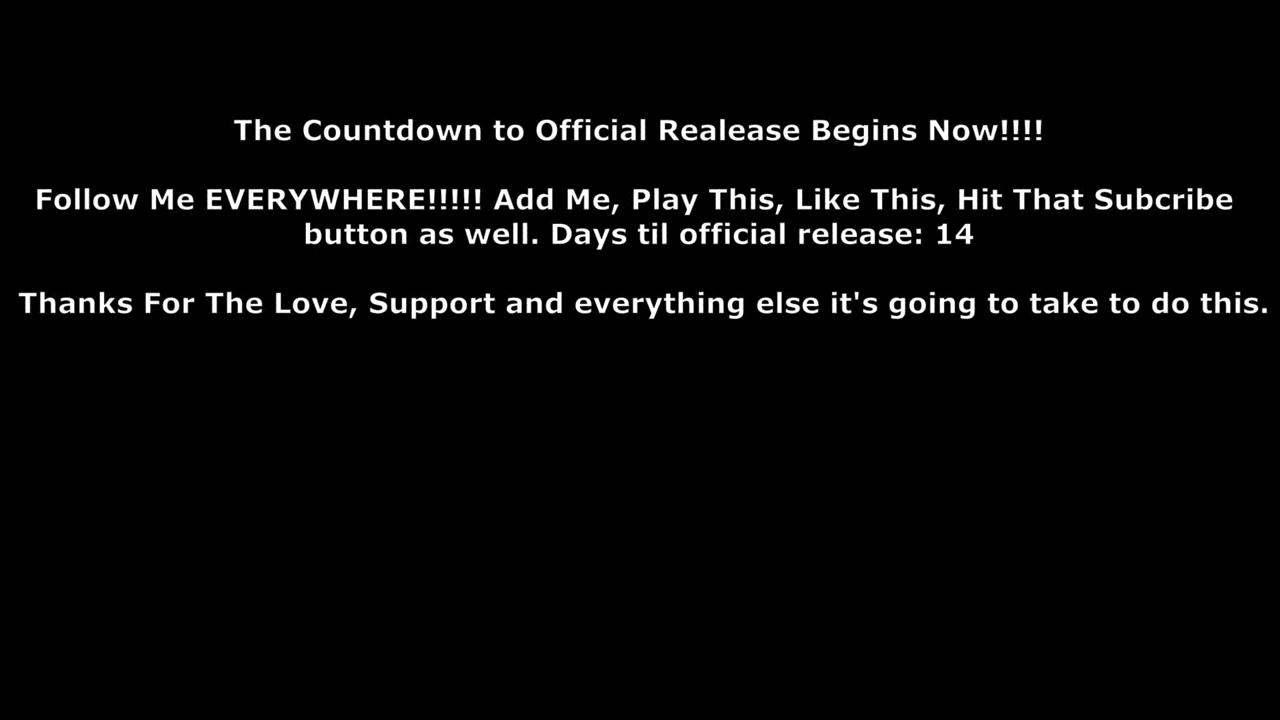 The Countdown to Official Realease Begins Now!!!!
Follow Me EVERYWHERE!!!!! Add Me, Play This, Like This, Hit That Subcribe
button as well. Days til official release: 14
Thanks For The Love, Support and everything else it's going to take to do this.